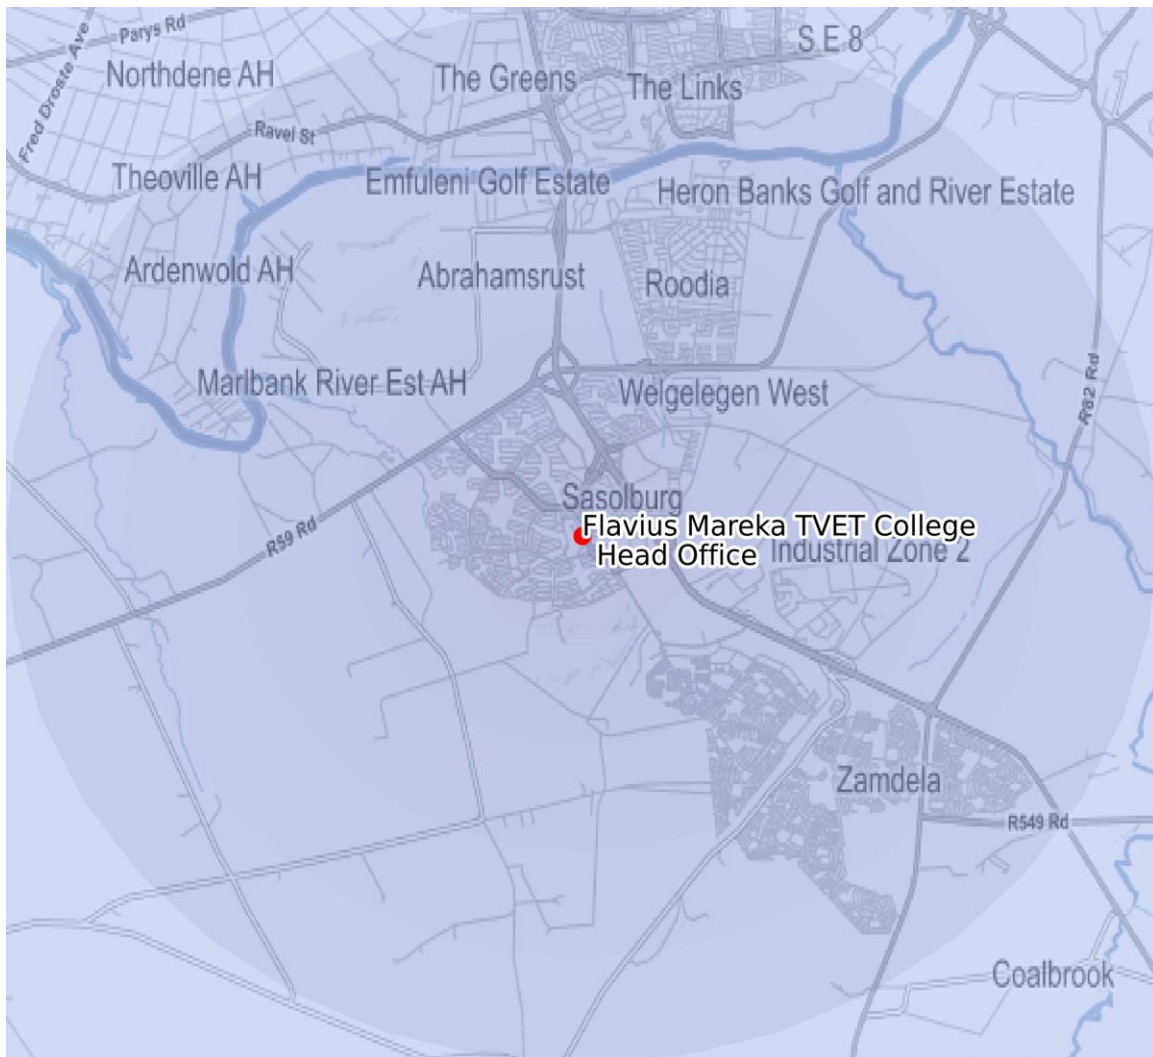 Parys Rd
Fred Droste Ave
Northdene AH
The Greens
S E 8
The Links
Ravel St
Theoville AH
Emfuleni Golf Estate
Heron Banks Golf and River Estate
Ardenwold AH
Abrahamsrust
Roodia
Marlbank River Est AH
Welgelegen West
R82 Rd
Sasolburg
R59 Rd
Flavius Mareka TVET College
Head Office
Industrial Zone 2
Zamdela
R549 Rd
Coalbrook